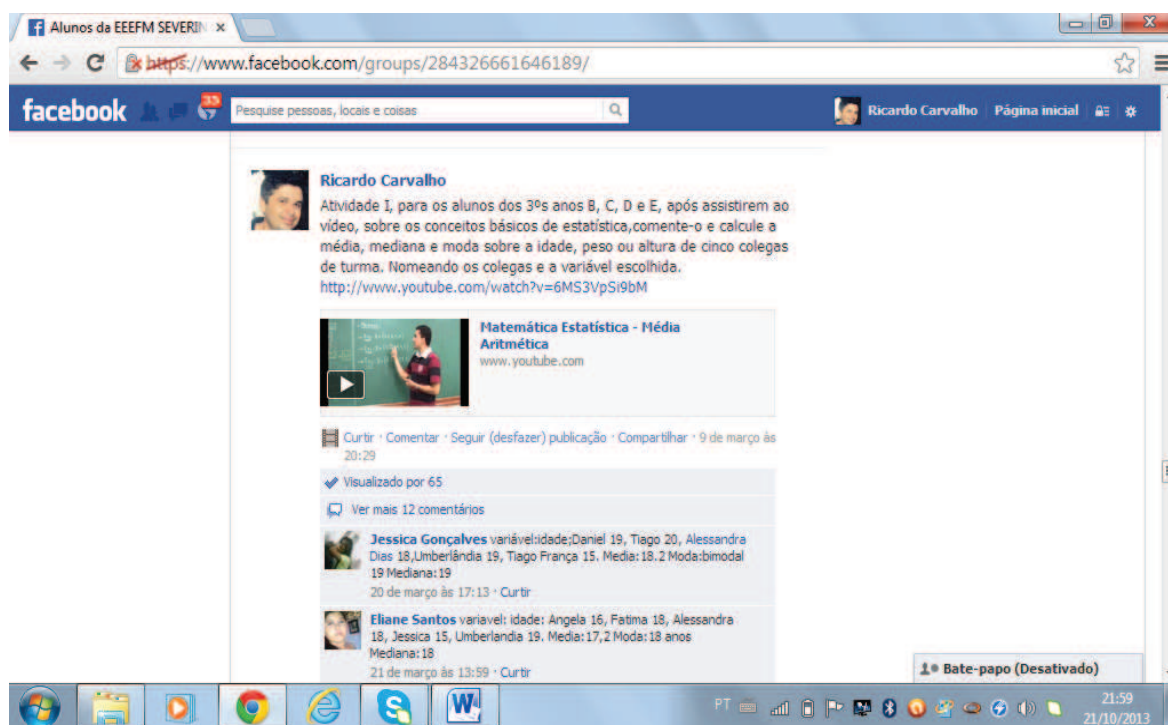 Alunos da EEEFM SEVERIN
https://www.facebook.com/groups/284326661646189/
facebook
33
Pesquise pessoas, locais e coisas
Ricardo Carvalho
Página inicial
Ricardo Carvalho
Atividade I, para os alunos dos 3ºs anos B, C, D e E, após assistirem ao
vídeo, sobre os conceitos básicos de estatística,comente-o e calcule a
média, mediana e moda sobre a idade, peso ou altura de cinco colegas
de turma. Nomeando os colegas e a variável escolhida.
http://www.youtube.com/watch?v=6MS3VpSi9bM
Matemática Estatística - Média
Aritmética
www.youtube.com
Curtir · Comentar · Seguir (desfazer) publicação · Compartilhar · 9 de março às
20:29
Visualizado por 65
Ver mais 12 comentários
Jessica Gonçalves variável:idade;Daniel 19, Tiago 20, Alessandra
Dias 18,Umberlândia 19, Tiago França 15. Media:18.2 Moda:bimodal
19 Mediana:19
20 de março às 17:13 · Curtir
Eliane Santos variavel: idade: Angela 16, Fatima 18, Alessandra
18, Jessica 15, Umberlandia 19. Media:17,2 Moda:18 anos
Mediana:18
21 de março às 13:59 · Curtir
Bate-papo (Desativado)
PT
21:59
21/10/2013